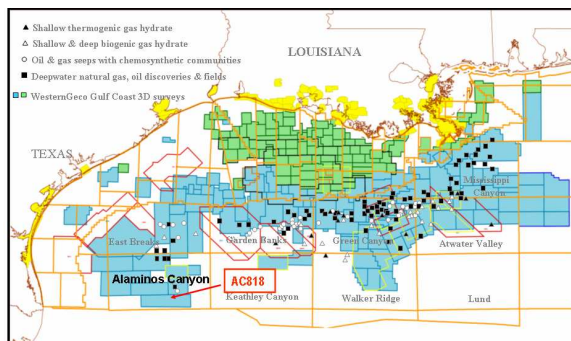 Shallow thermogenic gas hydrate
Shallow & deep biogenic gas hydrate
Oil & gas seeps with chemosynthetic communities
Deepwater natural gas, oil discoveries & fields
WesternGeco Gulf Coast 3D surveys
LOUISIANA
TEXAS
Mississippi
Canyon
East Breaks
Garden Banks
Green Canyon
Atwater Valley
Alaminos Canyon
AC818
Keathley Canyon
Walker Ridge
Lund